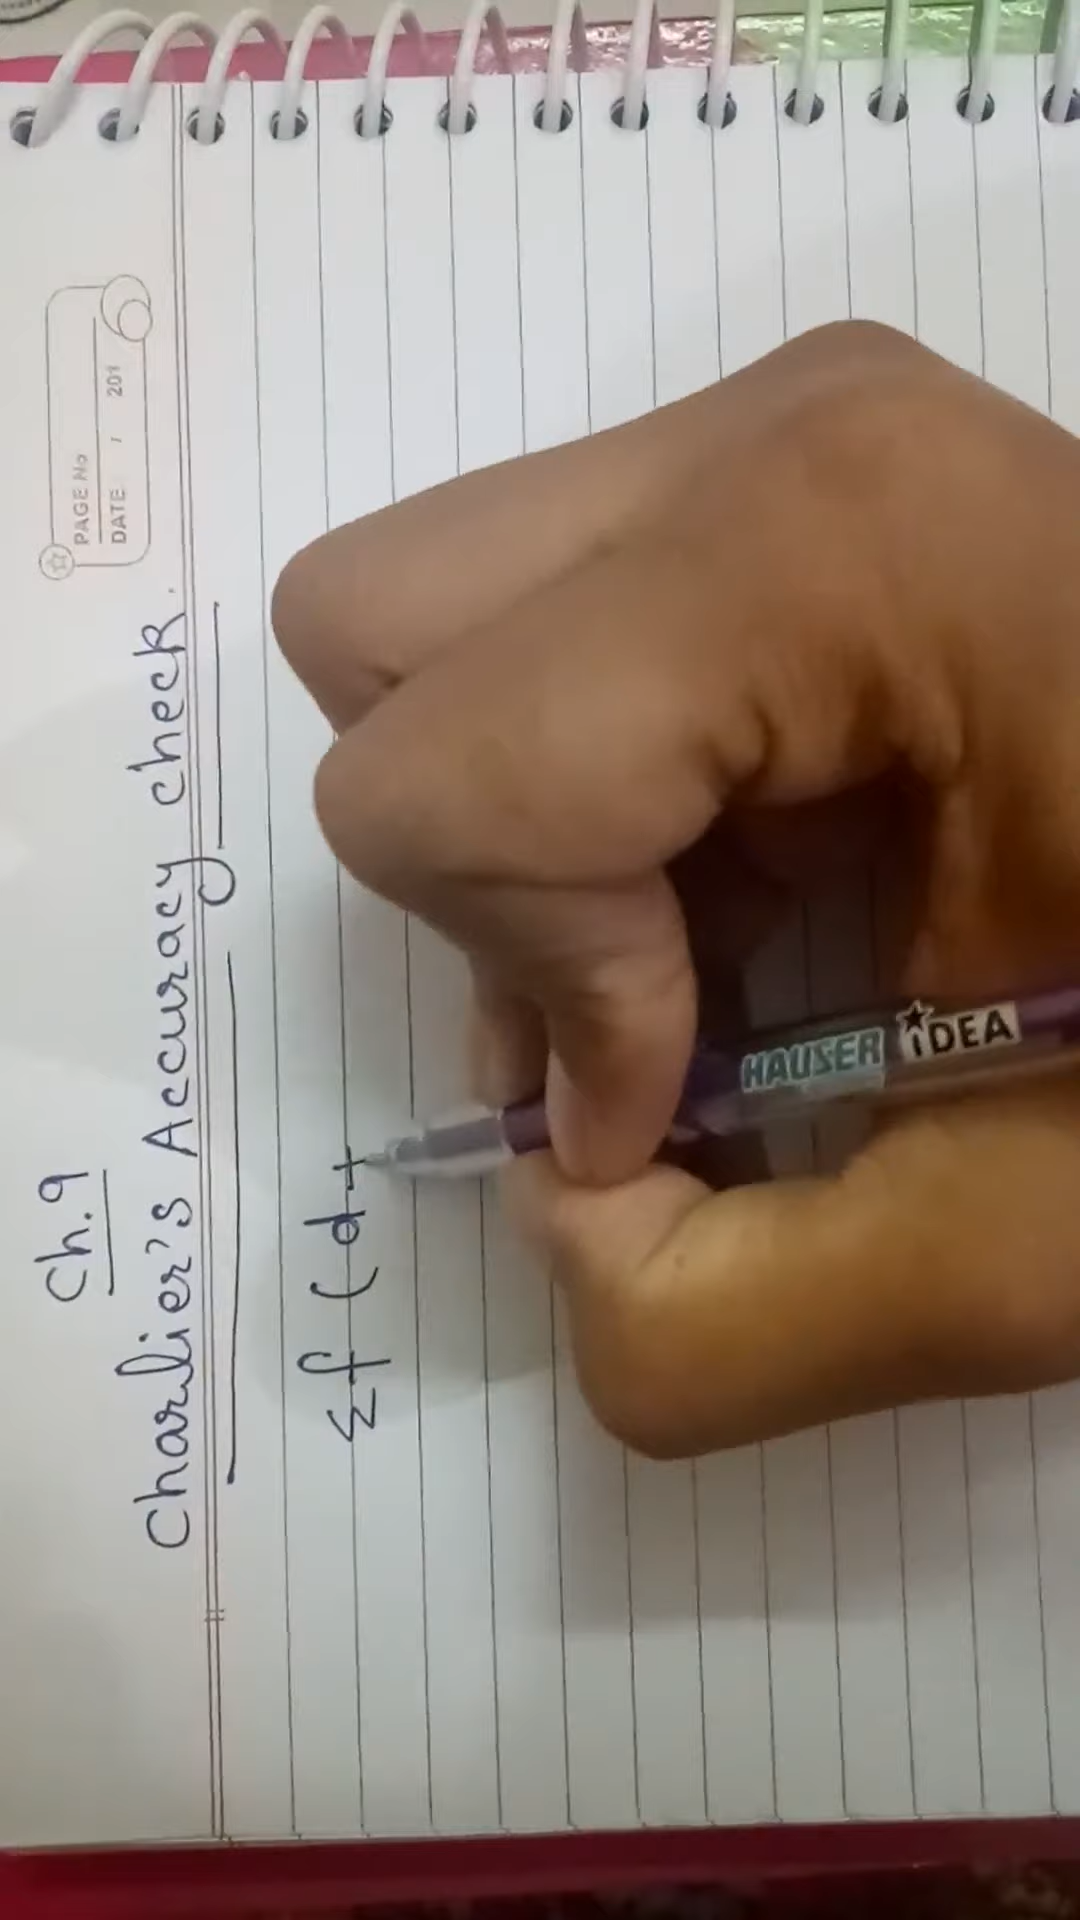 PAGE No
DATE / 201
Ch. 9
Charlier's Accuracy check.
Σf (d+
HAUSER iDEA